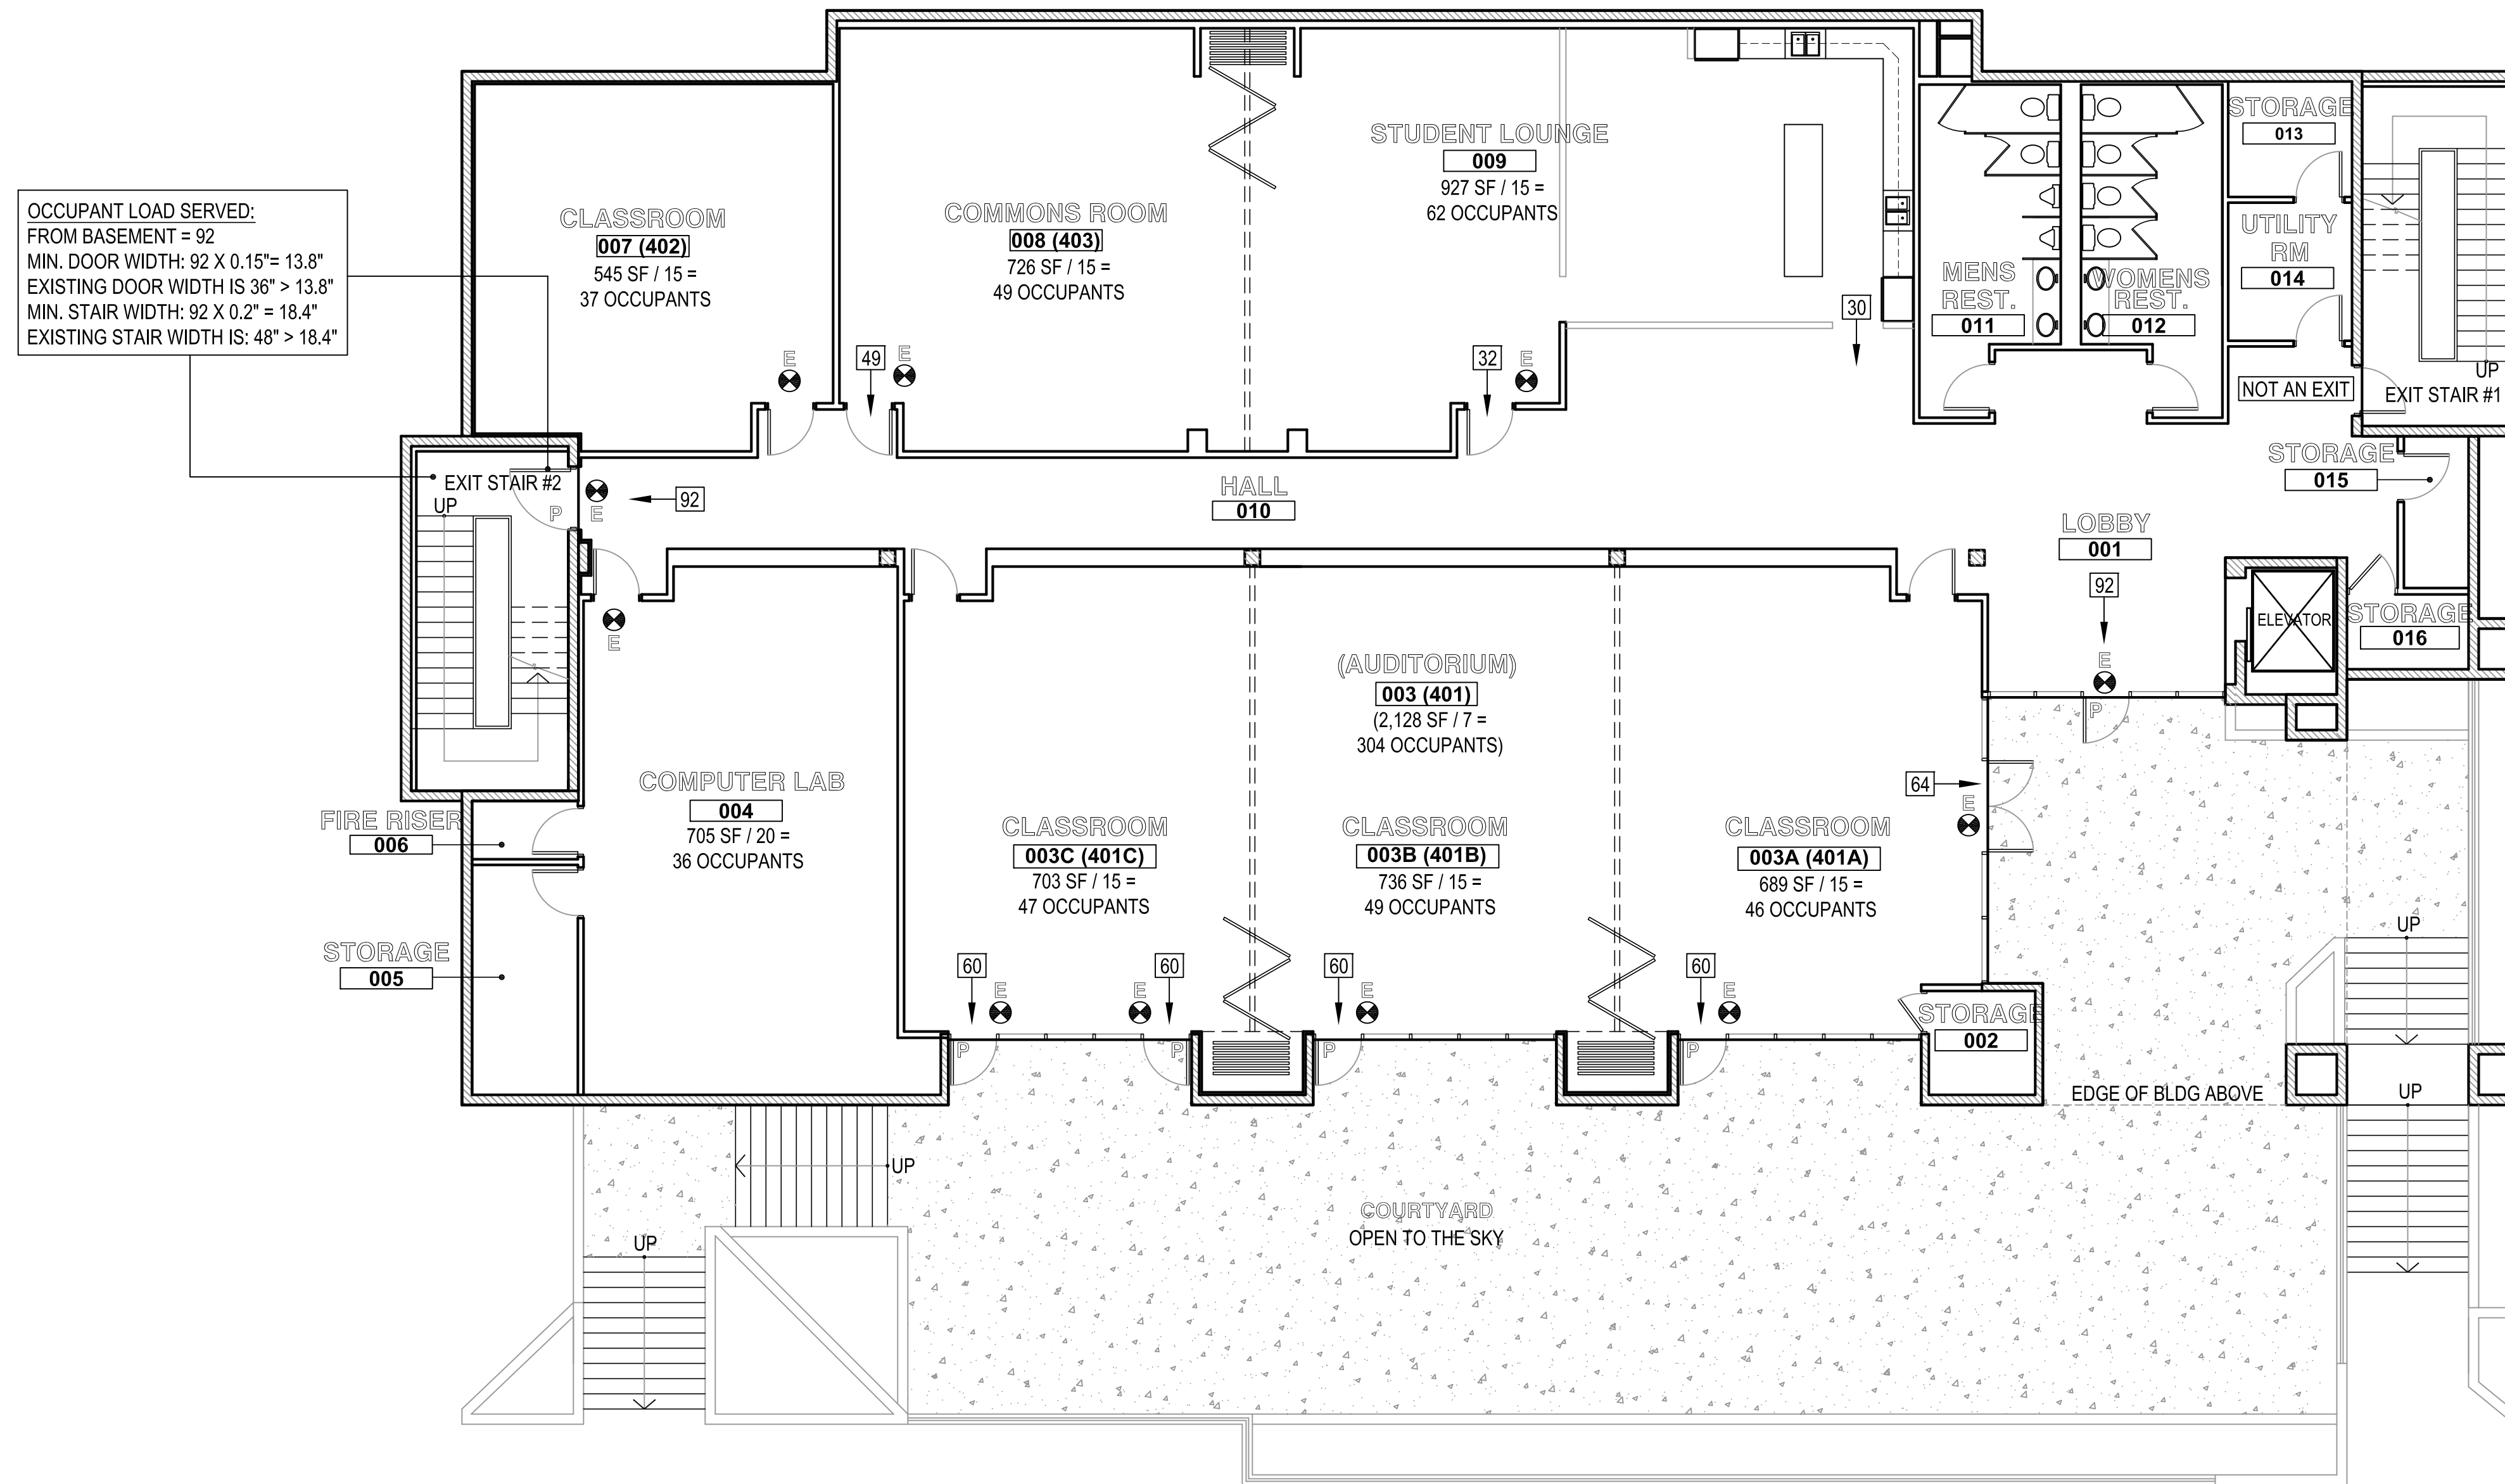 OCCUPANT LOAD SERVED:
FROM BASEMENT = 92
MIN. DOOR WIDTH: 92 X 0.15"= 13.8"
EXISTING DOOR WIDTH IS 36" > 13.8"
MIN. STAIR WIDTH: 92 X 0.2" = 18.4"
EXISTING STAIR WIDTH IS: 48" > 18.4"
CLASSROOM
007 (402)
545 SF / 15 =
37 OCCUPANTS
E
COMMONS ROOM
008 (403)
726 SF / 15 =
49 OCCUPANTS
49
E
STUDENT LOUNGE
009
927 SF / 15 =
62 OCCUPANTS
32
E
30
MENS
REST.
011
WOMENS
REST.
012
STORAGE
013
UTILITY
RM
014
NOT AN EXIT
UP
EXIT STAIR #1
EXIT STAIR #2
UP
P
E
92
HALL
010
LOBBY
001
92
E
P
STORAGE
015
ELEVATOR
STORAGE
016
E
COMPUTER LAB
004
705 SF / 20 =
36 OCCUPANTS
FIRE RISER
006
STORAGE
005
(AUDITORIUM)
003 (401)
(2,128 SF / 7 =
304 OCCUPANTS)
CLASSROOM
003C (401C)
703 SF / 15 =
47 OCCUPANTS
CLASSROOM
003B (401B)
736 SF / 15 =
49 OCCUPANTS
CLASSROOM
003A (401A)
689 SF / 15 =
46 OCCUPANTS
64
E
60
E
P
60
E
P
60
E
P
60
E
P
STORAGE
002
UP
EDGE OF BLDG ABOVE
UP
UP
UP
COURTYARD
OPEN TO THE SKY